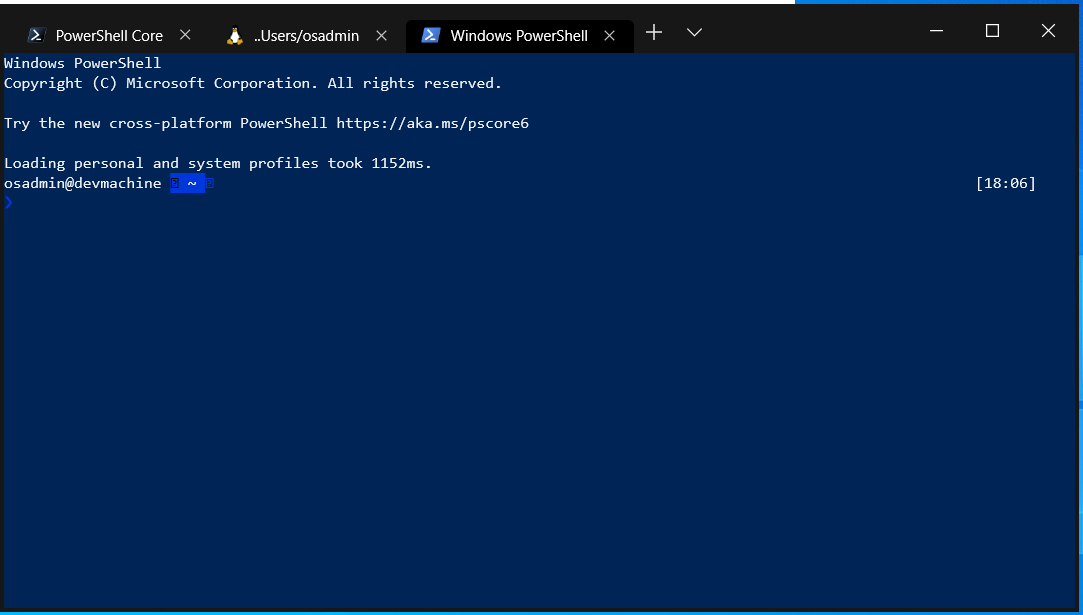 PowerShell Core
..Users/osadmin
Windows PowerShell
Windows PowerShell
Copyright (C) Microsoft Corporation. All rights reserved.
Try the new cross-platform PowerShell https://aka.ms/pscore6
Loading personal and system profiles took 1152ms.
osadmin@devmachine ~ [18:06]
❯